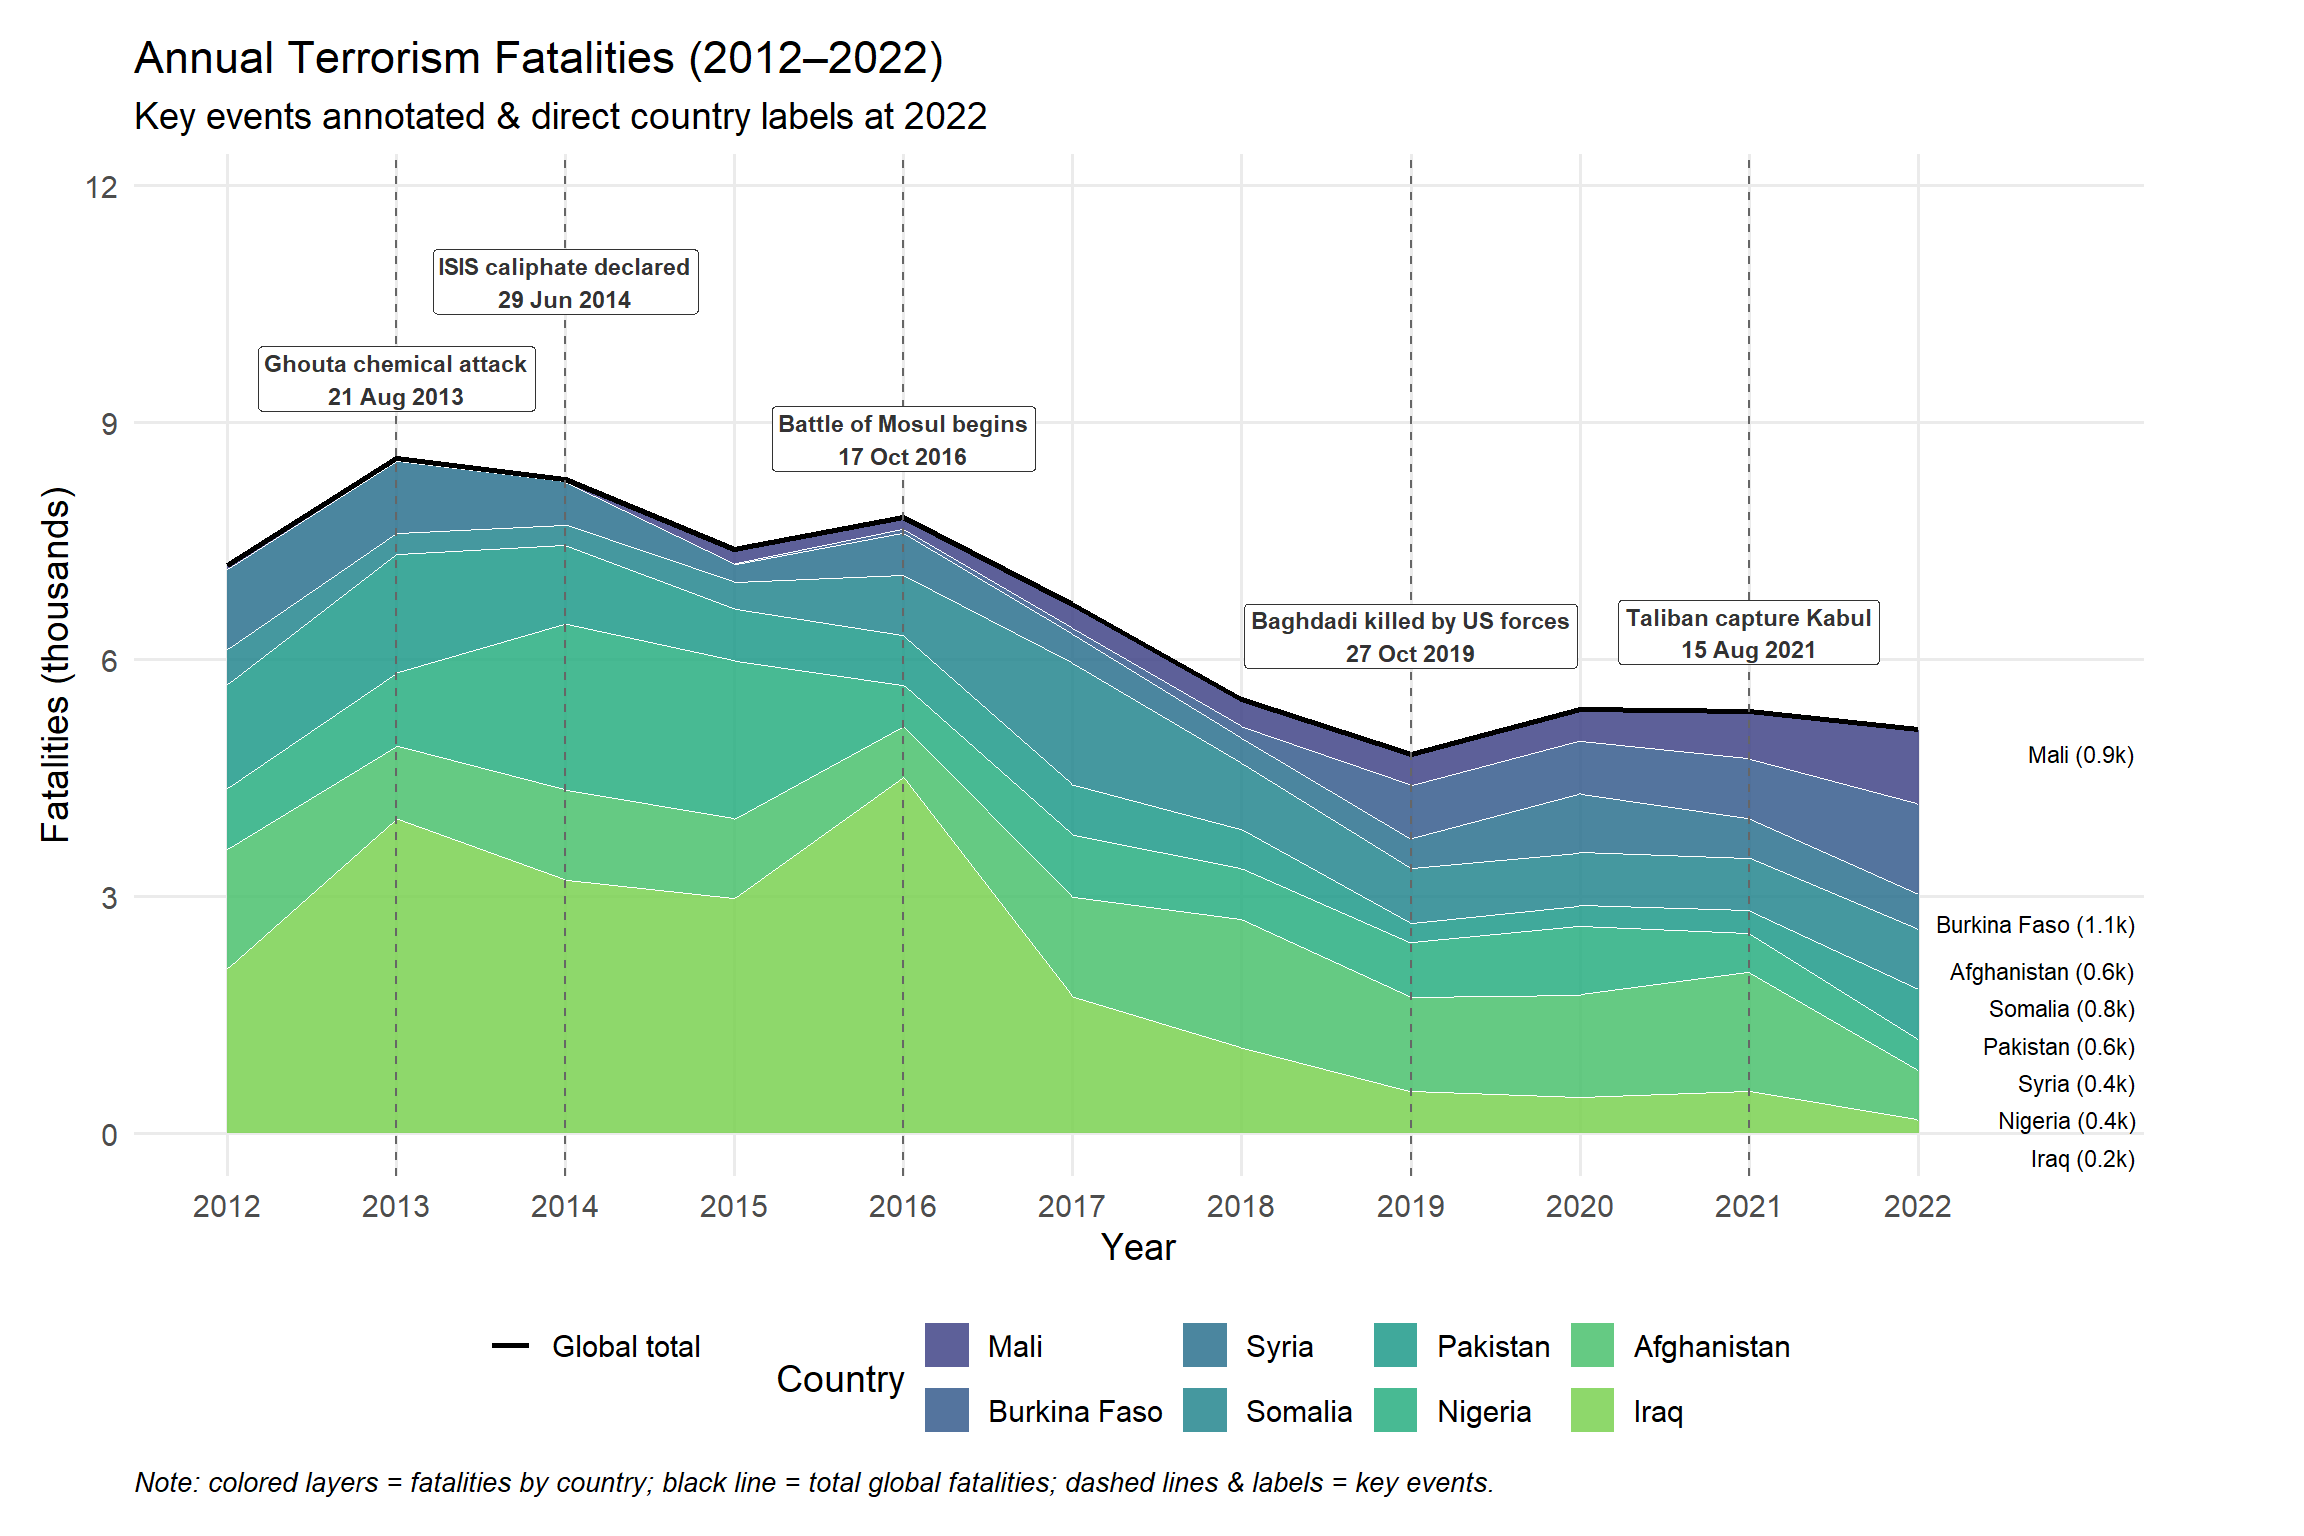 Annual Terrorism Fatalities (2012–2022)
Key events annotated & direct country labels at 2022
Fatalities (thousands)
12
9
6
3
0
ISIS caliphate declared
29 Jun 2014
Ghouta chemical attack
21 Aug 2013
Battle of Mosul begins
17 Oct 2016
Baghdadi killed by US forces
27 Oct 2019
Taliban capture Kabul
15 Aug 2021
Mali (0.9k)
Burkina Faso (1.1k)
Afghanistan (0.6k)
Somalia (0.8k)
Pakistan (0.6k)
Syria (0.4k)
Nigeria (0.4k)
Iraq (0.2k)
2012 2013 2014 2015 2016 2017 2018 2019 2020 2021 2022
Year
Global total
Country
Mali Syria Pakistan Afghanistan
Burkina Faso Somalia Nigeria Iraq
Note: colored layers = fatalities by country; black line = total global fatalities; dashed lines & labels = key events.